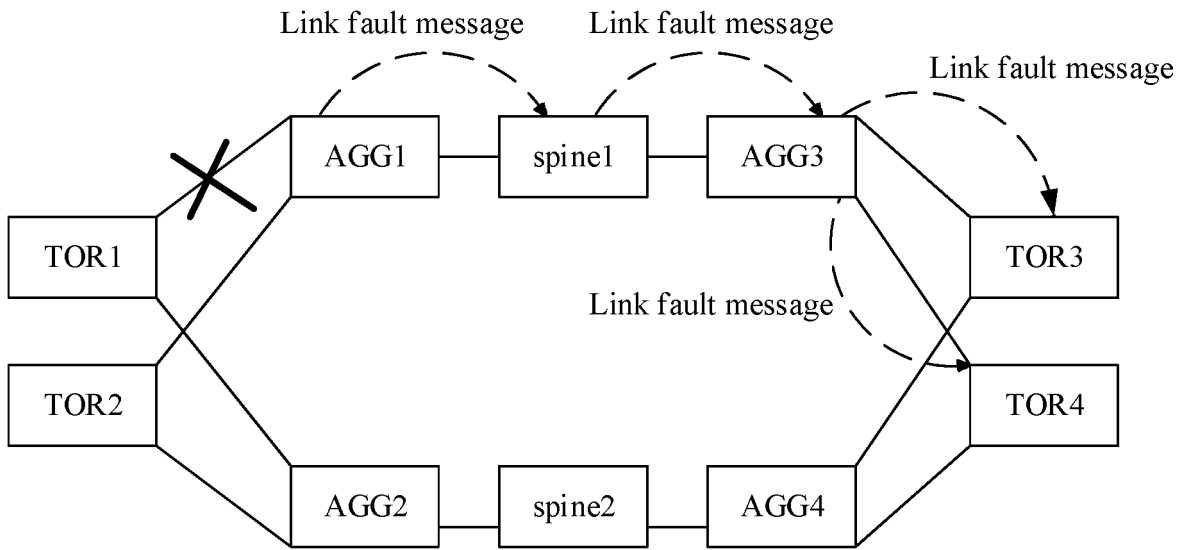 Link fault message
Link fault message
Link fault message
AGG1
spine1
AGG3
TOR1
TOR3
Link fault message
TOR2
TOR4
AGG2
spine2
AGG4